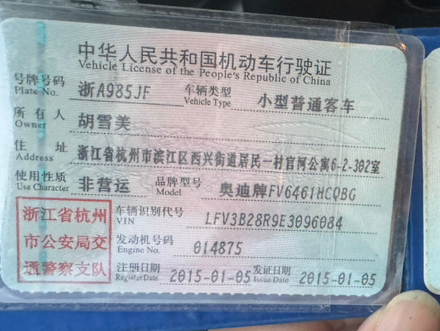 中华人民共和国机动车行驶证
Vehicle License of the People's Republic of China
号牌号码 浙A985JF 车辆类型 小型普通客车
Plate No. Vehicle Type
所有人 胡雪美
Owner
住址 浙江省杭州市滨江区西兴街道居民一村官河公寓6-2-302室
Address
使用性质 非营运 品牌型号 奥迪牌FV6461HCQBG
Use Character Model
浙江省杭州
市公安局交
通警察支队
车辆识别代号 LFV3B28R9E3096084
VIN
发动机号码 014875
Engine No.
注册日期 2015-01-05 发证日期 2015-01-05
Register Date Issue Date